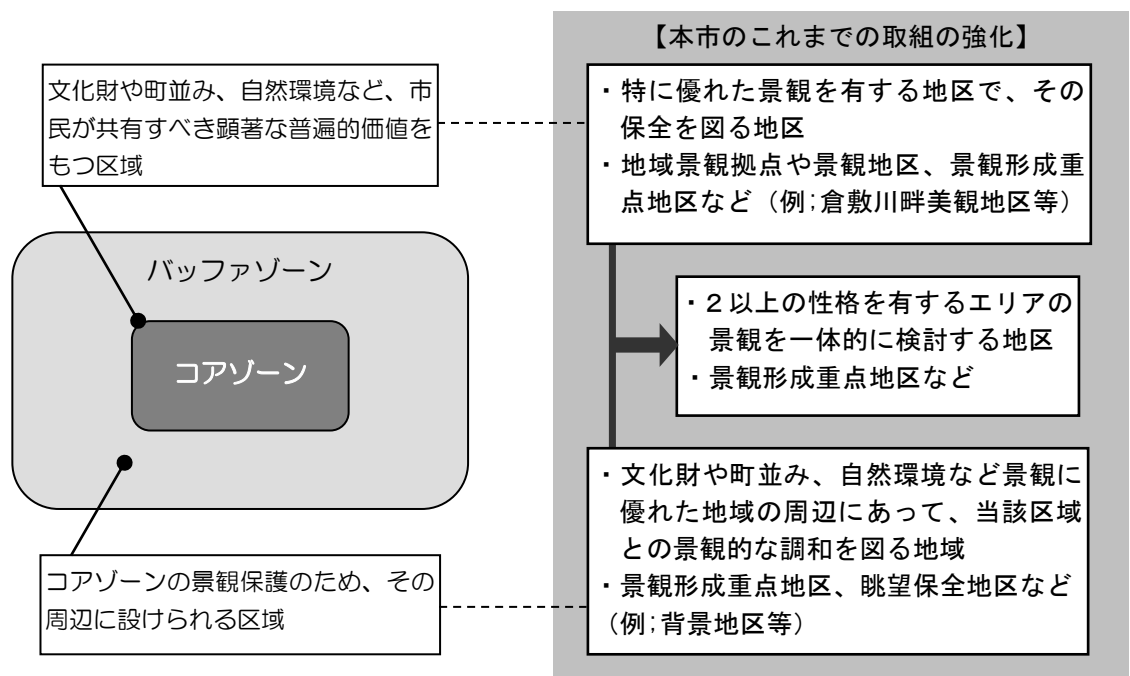 【本市のこれまでの取組の強化】
文化財や町並み、自然環境など、市
民が共有すべき顕著な普遍的価値を
もつ区域
・特に優れた景観を有する地区で、その
保全を図る地区
・地域景観拠点や景観地区、景観形成重
点地区など（例;倉敷川畔美観地区等）
バッファゾーン
コアゾーン
・２以上の性格を有するエリアの
景観を一体的に検討する地区
・景観形成重点地区など
・文化財や町並み、自然環境など景観に
優れた地域の周辺にあって、当該区域
との景観的な調和を図る地域
・景観形成重点地区、眺望保全地区など
（例;背景地区等）
コアゾーンの景観保護のため、その
周辺に設けられる区域